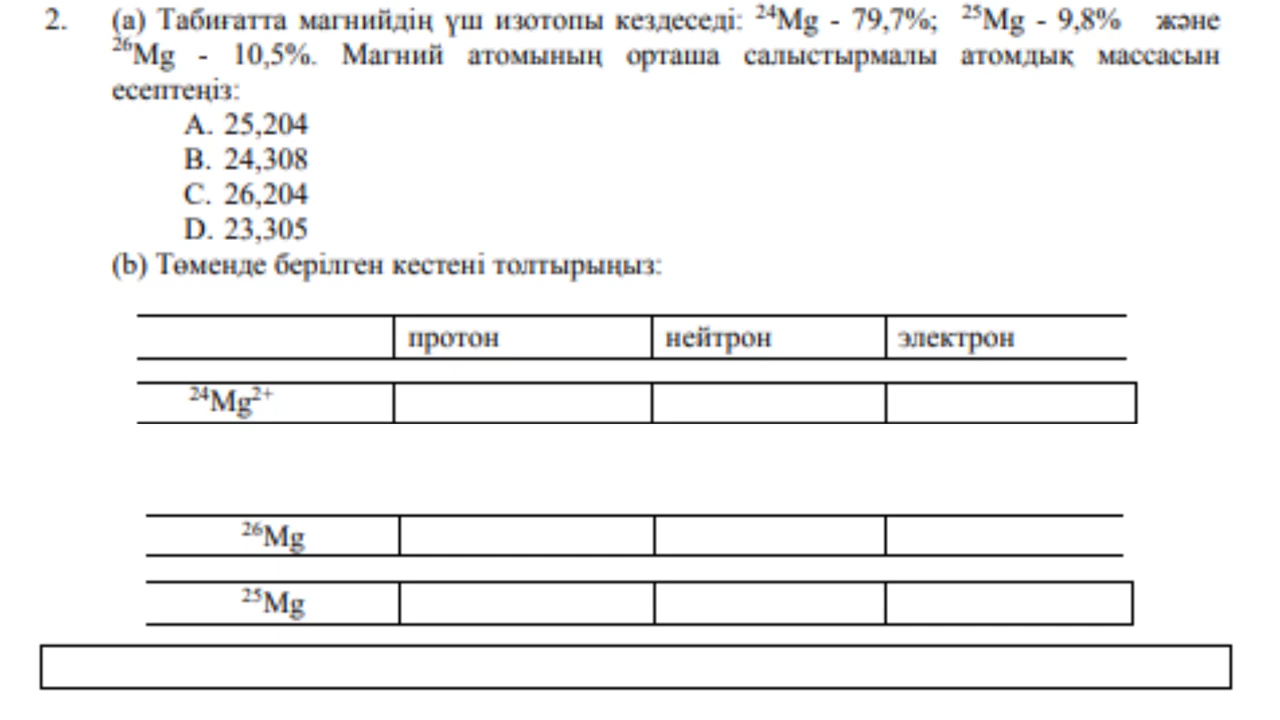 2. (a) Табиғатта магнийдің үш изотопы кездеседі: ²⁴Mg - 79,7%; ²⁵Mg - 9,8% және
²⁶Mg - 10,5%. Магний атомының орташа салыстырмалы атомдық массасын
есептеңіз:
A. 25,204
B. 24,308
C. 26,204
D. 23,305
(b) Төменде берілген кестені толтырыңыз:
протон нейтрон электрон
²⁴Mg²⁺
²⁶Mg
²⁵Mg